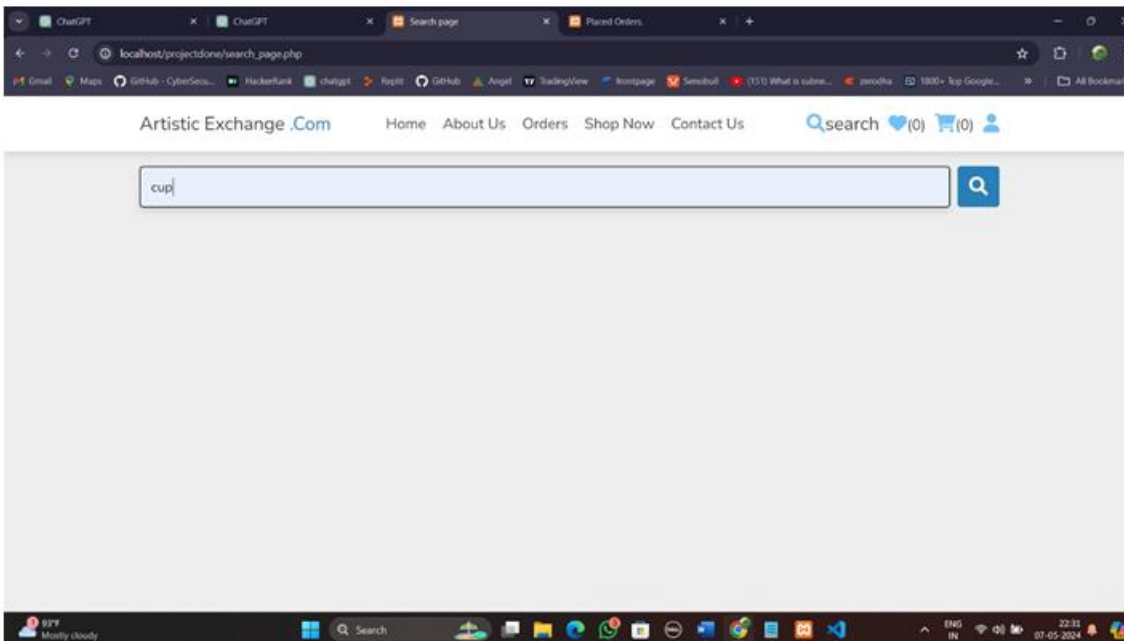 ChatGPT
ChatGPT
Search page
Placed Orders.
localhost/projectdone/search_page.php
Gmail Maps GitHub - CyberSecu... HackerRank chatgpt Replit GitHub Angel TradingView frontpage Sensibull (151) What is subne... zerodha 1800+ Top Google... » All Bookmar
Artistic Exchange .Com Home About Us Orders Shop Now Contact Us search (0) (0)
cup
93°F
Mostly cloudy
Search
ENG
IN
22:31
07-05-2024